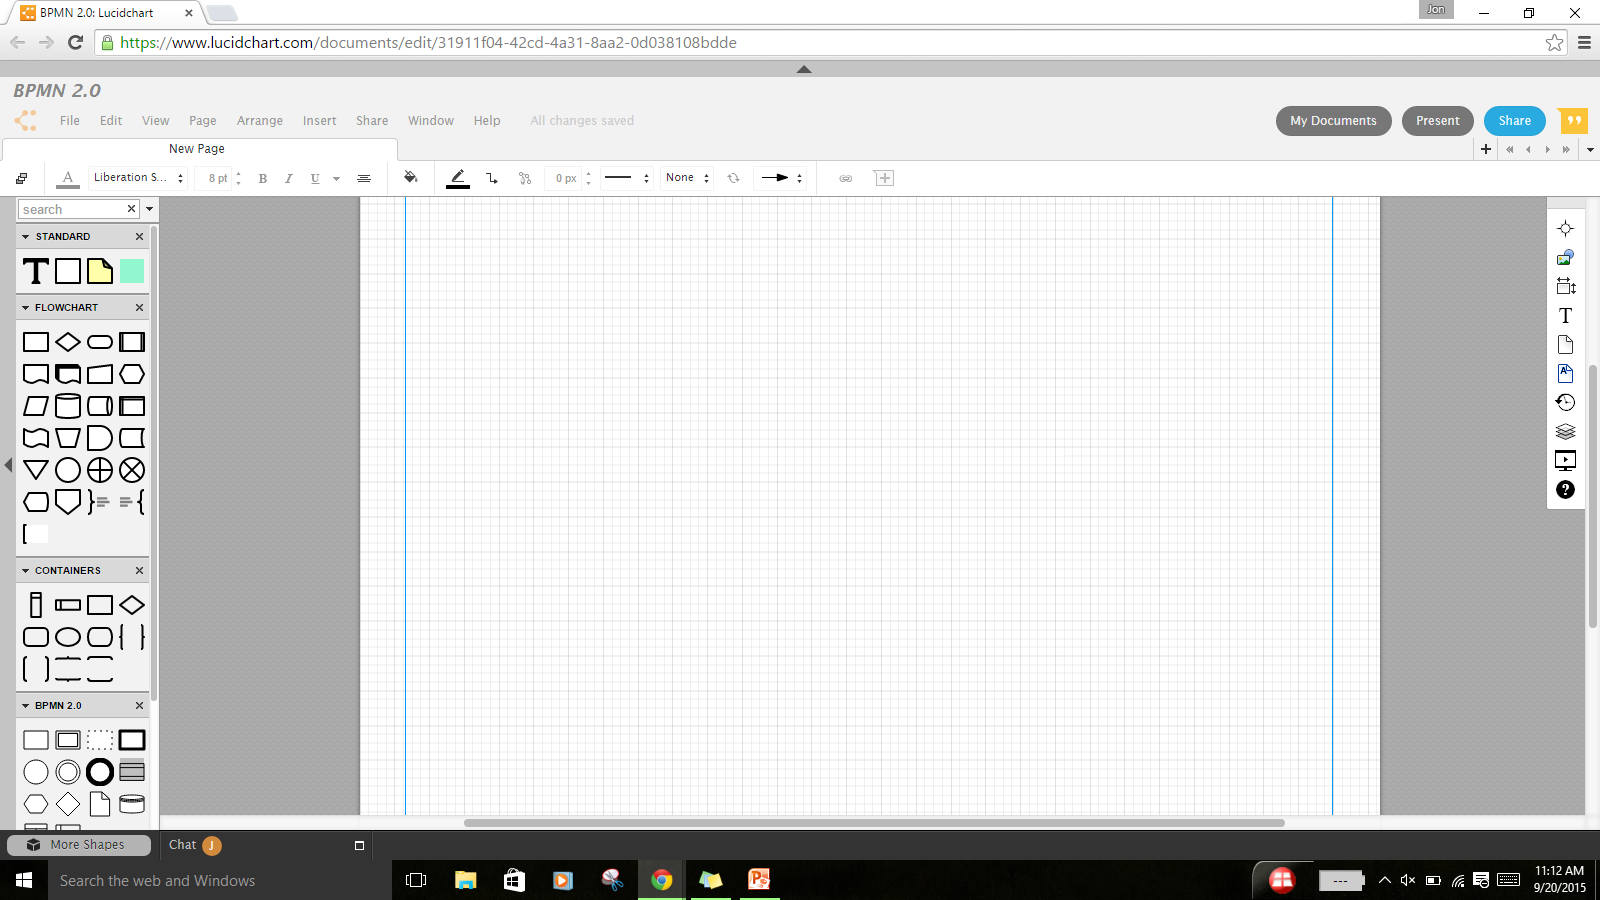 BPMN 2.0: Lucidchart
Jon
https://www.lucidchart.com/documents/edit/31911f04-42cd-4a31-8aa2-0d038108bdde
BPMN 2.0
File Edit View Page Arrange Insert Share Window Help All changes saved
My Documents Present Share
New Page
A Liberation S... 8 pt B I U 0 px None
search
STANDARD
T
FLOWCHART
T
A
?
CONTAINERS
BPMN 2.0
More Shapes Chat J
Search the web and Windows
---
11:12 AM
9/20/2015